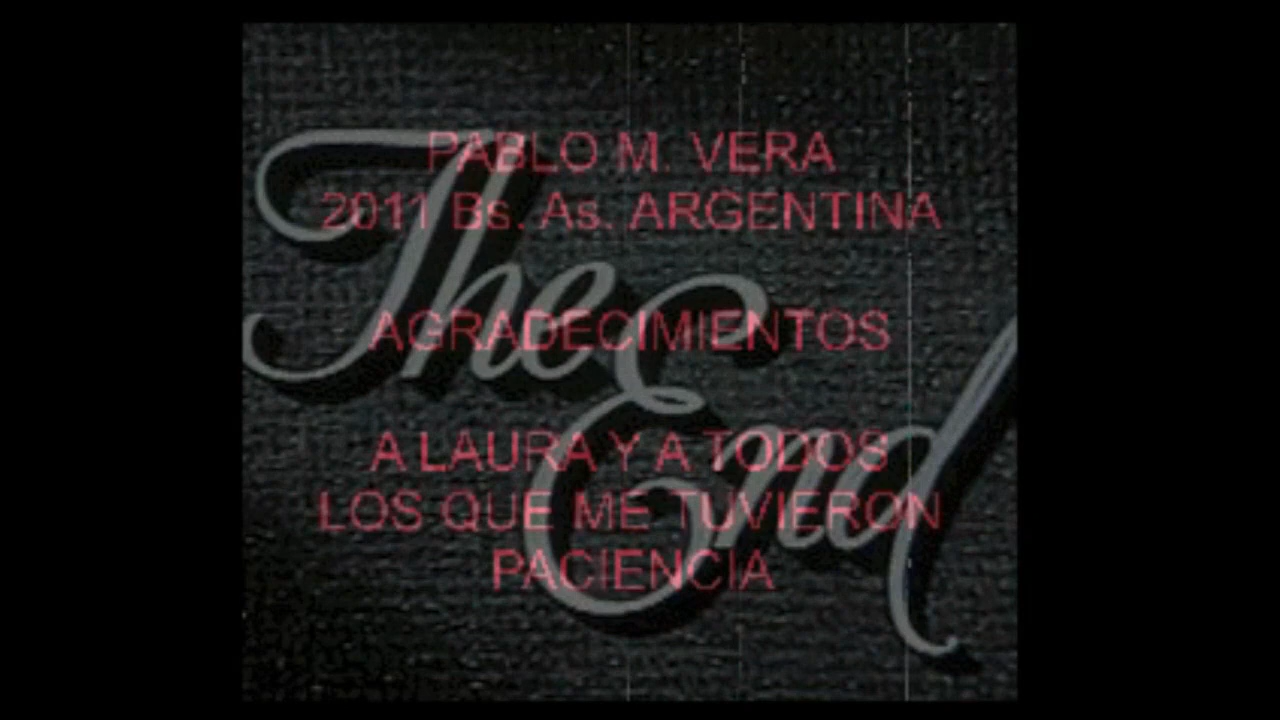 PABLO M. VERA
2011 Bs. As. ARGENTINA
The End
AGRADECIMIENTOS
A LAURA Y A TODOS
LOS QUE ME TUVIERON
PACIENCIA